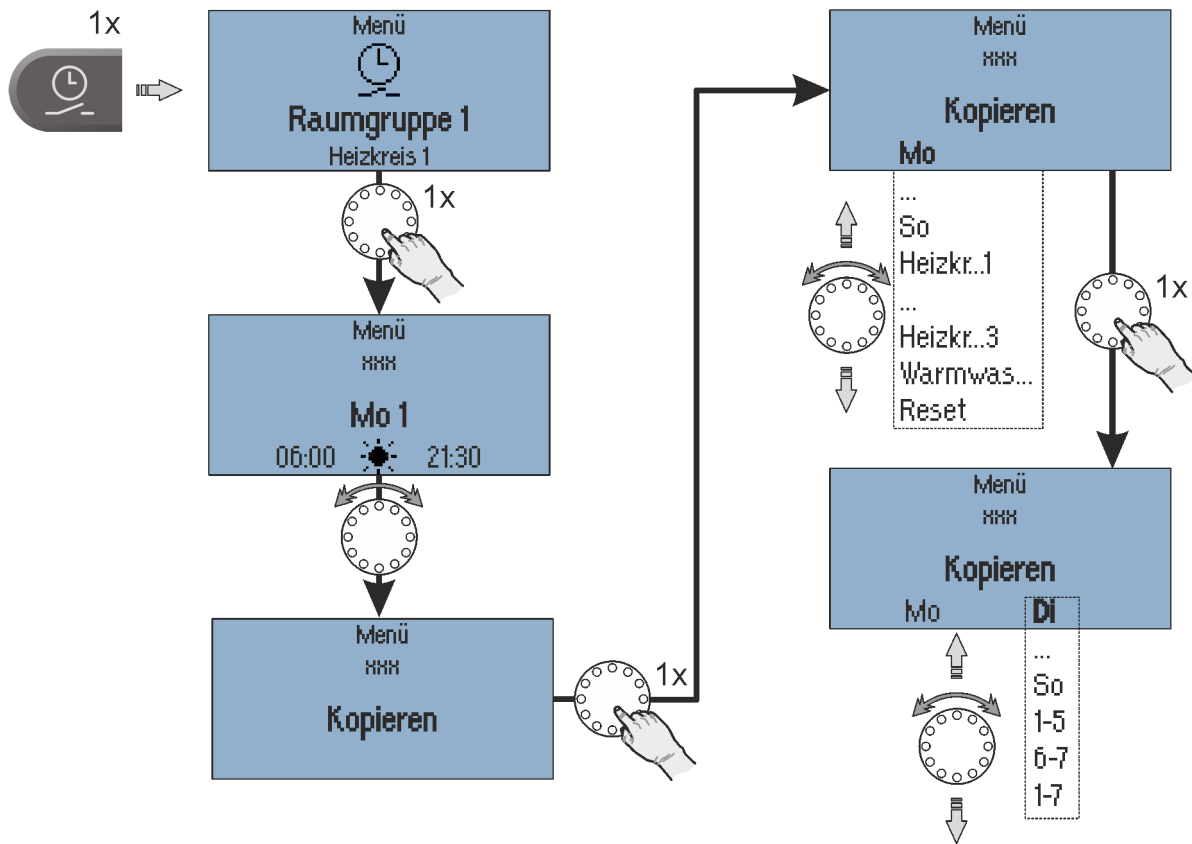 1x
Menü
Raumgruppe 1
Heizkreis 1
1x
Menü
xxx
Mo 1
06:00 21:30
Menü
xxx
Kopieren
1x
Menü
xxx
Kopieren
Mo
...
So
Heizkr...1
...
Heizkr...3
Warmwas...
Reset
1x
Menü
xxx
Kopieren
Mo Di
...
So
1-5
6-7
1-7